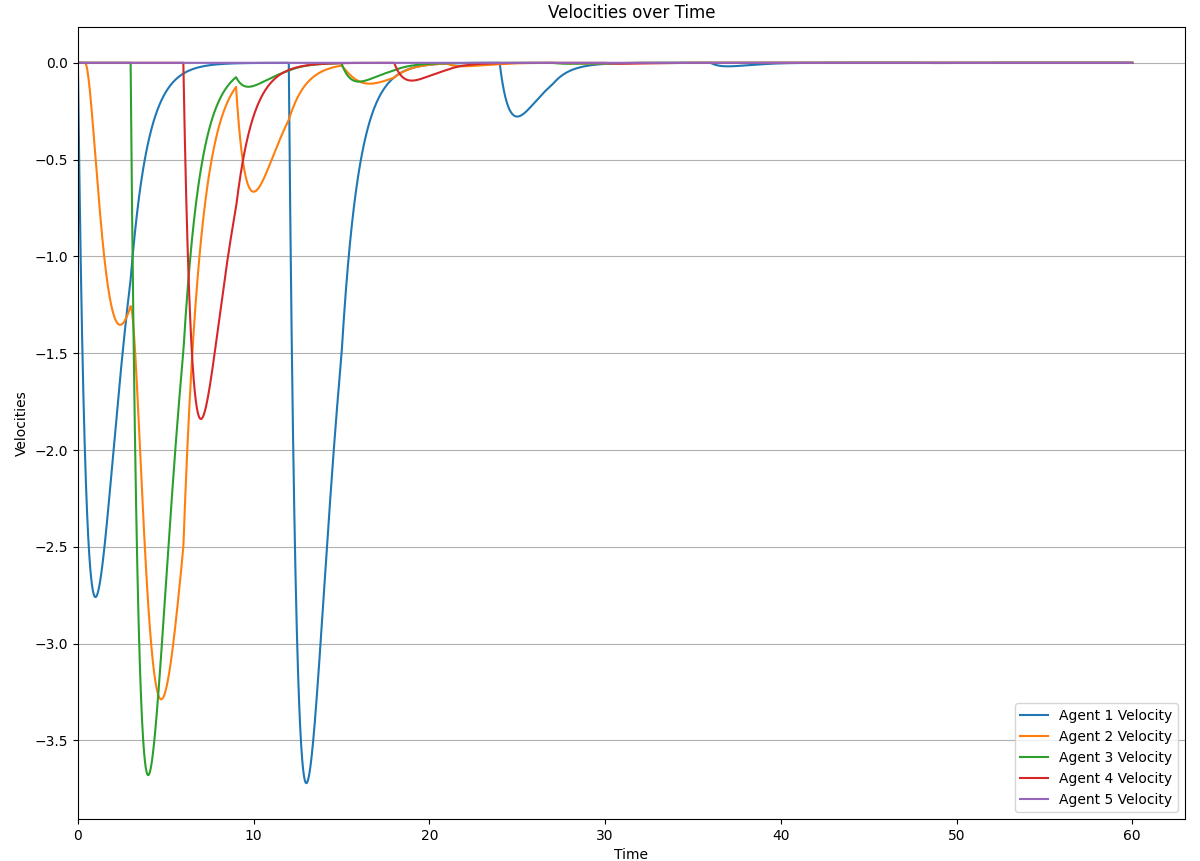 Velocities over Time
Velocities
0.0
−0.5
−1.0
−1.5
−2.0
−2.5
−3.0
−3.5
Agent 1 Velocity
Agent 2 Velocity
Agent 3 Velocity
Agent 4 Velocity
Agent 5 Velocity
0 10 20 30 40 50 60
Time